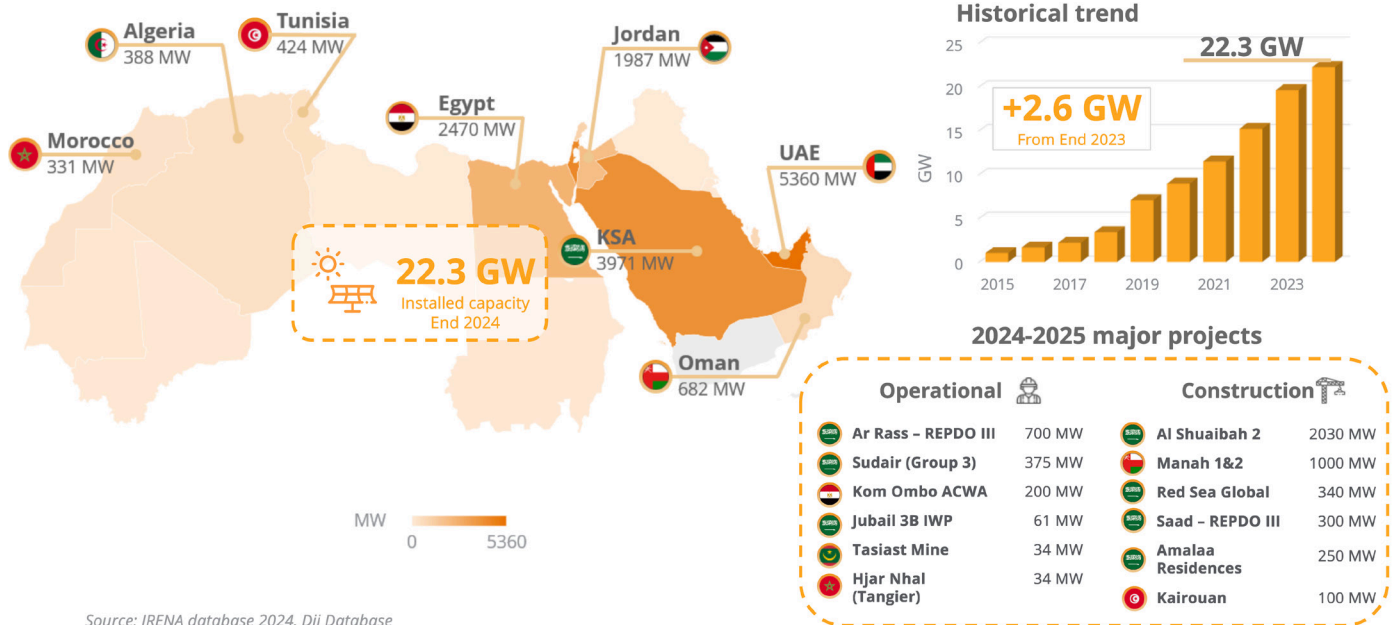 Algeria
388 MW
Tunisia
424 MW
Morocco
331 MW
Egypt
2470 MW
Jordan
1987 MW
UAE
5360 MW
KSA
3971 MW
Oman
682 MW
22.3 GW
Installed capacity
End 2024
MW
0
5360
Source: IRENA database 2024, Dii Database
Historical trend
22.3 GW
+2.6 GW
From End 2023
GW
25
20
15
10
5
0
2015
2017
2019
2021
2023
2024-2025 major projects
Operational
Ar Rass – REPDO III 700 MW
Sudair (Group 3) 375 MW
Kom Ombo ACWA 200 MW
Jubail 3B IWP 61 MW
Tasiast Mine 34 MW
Hjar Nhal 34 MW
(Tangier)
Construction
Al Shuaibah 2 2030 MW
Manah 1&2 1000 MW
Red Sea Global 340 MW
Saad – REPDO III 300 MW
Amalaa 250 MW
Residences
Kairouan 100 MW